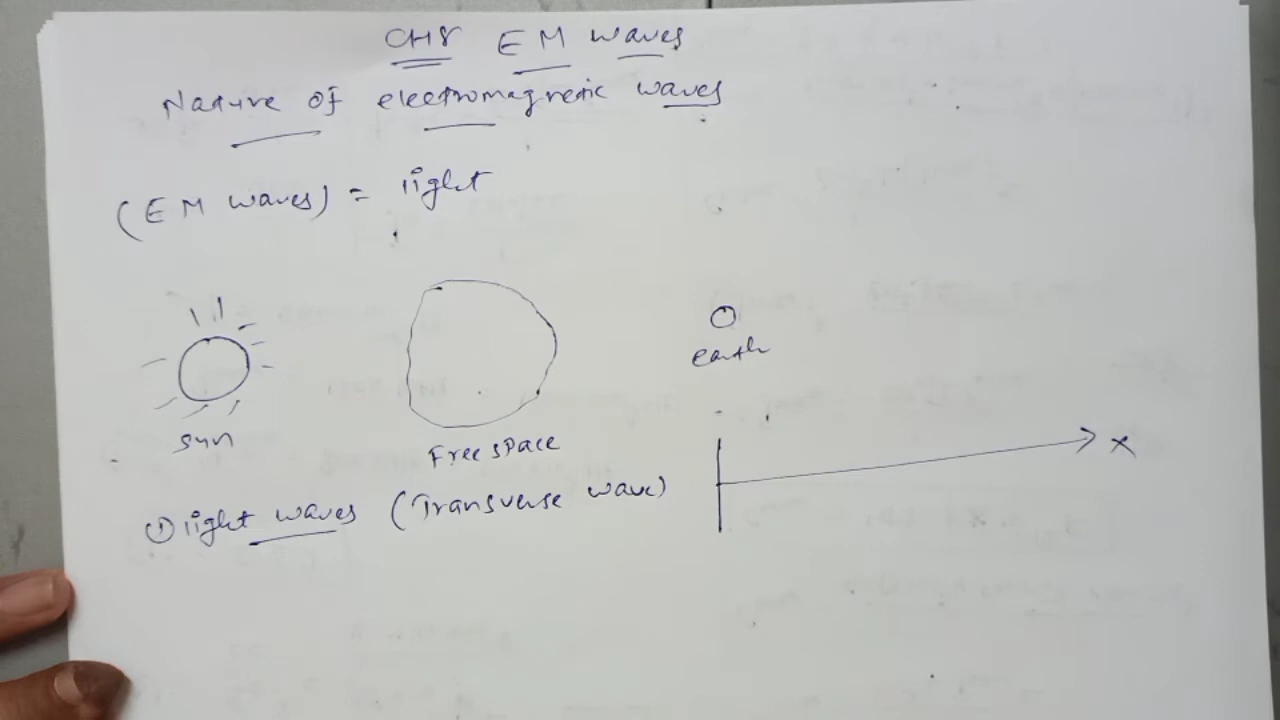 CH8 EM waves
Nature of electromagnetic waves
(EM waves) = light
earth
sun
Free space
x
① light waves (Transverse wave)